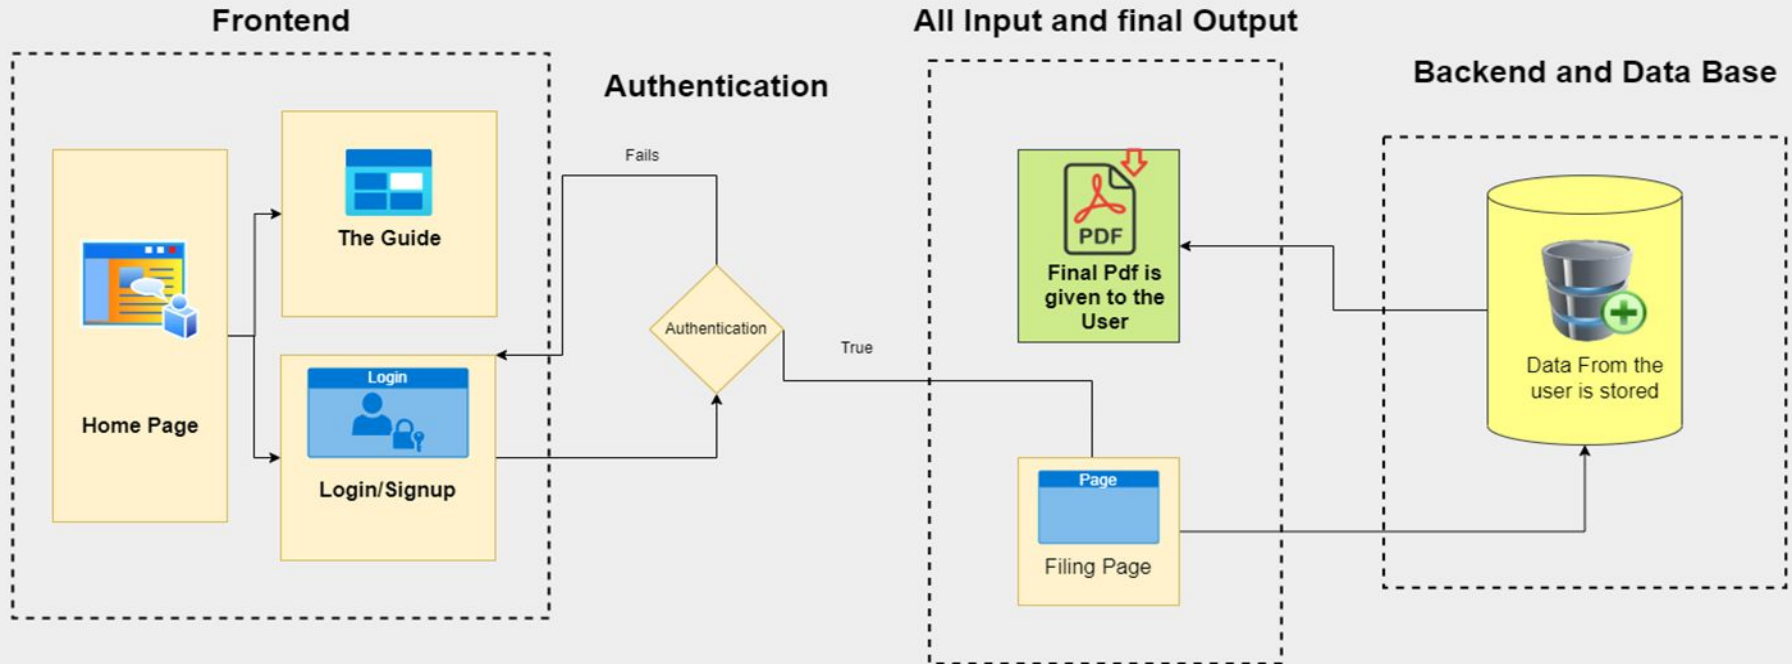 Frontend
All Input and final Output
Authentication
Backend and Data Base
The Guide
Home Page
Login
Login/Signup
Fails
Authentication
True
PDF
Final Pdf is
given to the
User
Page
Filing Page
Data From the
user is stored